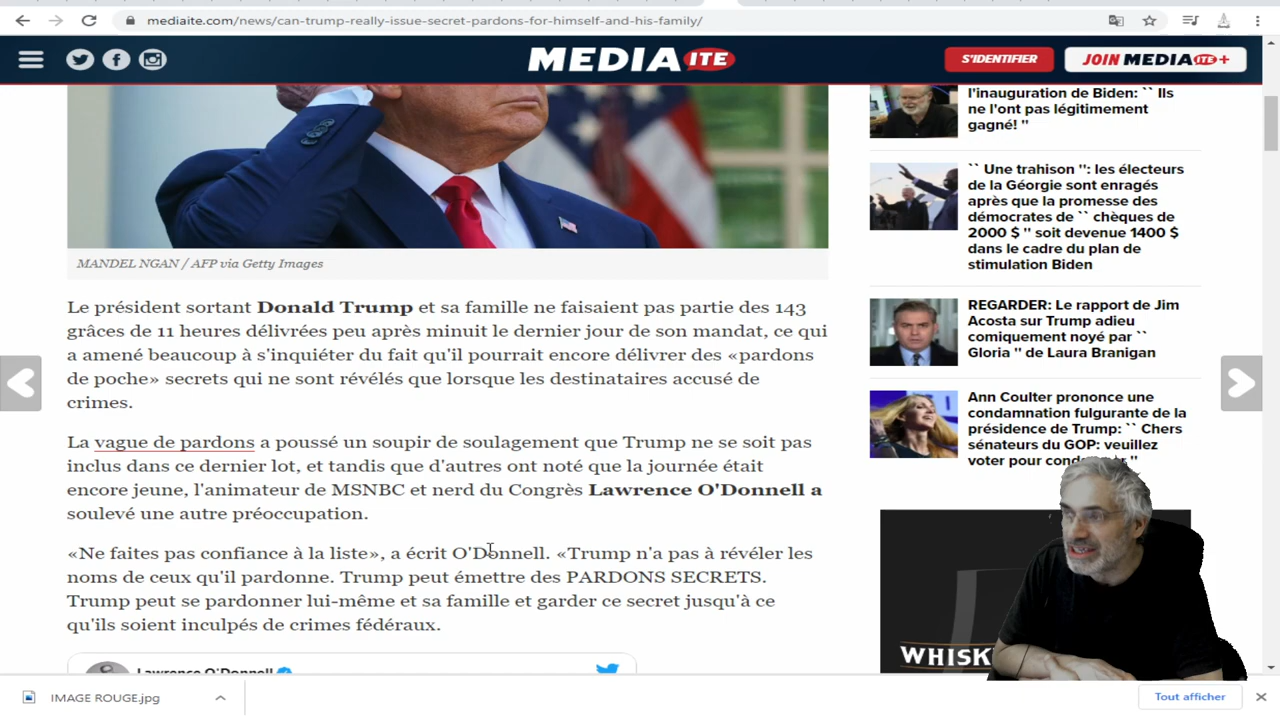 mediaite.com/news/can-trump-really-issue-secret-pardons-for-himself-and-his-family/
MEDIAITE
S'IDENTIFIER
JOIN MEDIAITE+
MANDEL NGAN / AFP via Getty Images
Le président sortant Donald Trump et sa famille ne faisaient pas partie des 143
grâces de 11 heures délivrées peu après minuit le dernier jour de son mandat, ce qui
a amené beaucoup à s'inquiéter du fait qu'il pourrait encore délivrer des «pardons
de poche» secrets qui ne sont révélés que lorsque les destinataires accusé de
crimes.
La vague de pardons a poussé un soupir de soulagement que Trump ne se soit pas
inclus dans ce dernier lot, et tandis que d'autres ont noté que la journée était
encore jeune, l'animateur de MSNBC et nerd du Congrès Lawrence O'Donnell a
soulevé une autre préoccupation.
«Ne faites pas confiance à la liste», a écrit O'Donnell. «Trump n'a pas à révéler les
noms de ceux qu'il pardonne. Trump peut émettre des PARDONS SECRETS.
Trump peut se pardonner lui-même et sa famille et garder ce secret jusqu'à ce
qu'ils soient inculpés de crimes fédéraux.
Lawrence O'Donnell
l'inauguration de Biden: `` Ils
ne l'ont pas légitimement
gagné! ''
`` Une trahison '': les électeurs
de la Géorgie sont enragés
après que la promesse des
démocrates de `` chèques de
2000 $ '' soit devenue 1400 $
dans le cadre du plan de
stimulation Biden
REGARDER: Le rapport de Jim
Acosta sur Trump adieu
comiquement noyé par ``
Gloria '' de Laura Branigan
Ann Coulter prononce une
condamnation fulgurante de la
présidence de Trump: `` Chers
sénateurs du GOP: veuillez
voter pour
WHISK
IMAGE ROUGE.jpg
Tout afficher